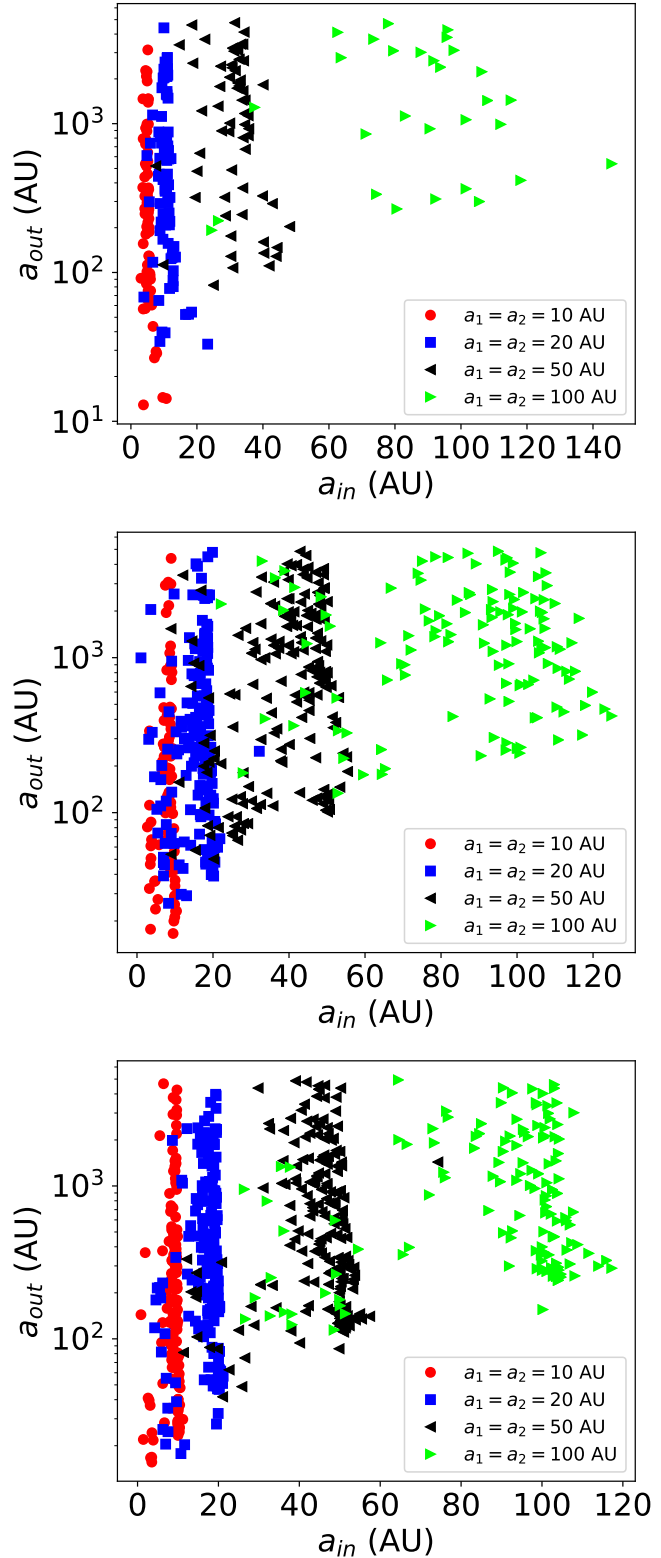 a_out (AU)
10³
10²
10¹
a₁ = a₂ = 10 AU
a₁ = a₂ = 20 AU
a₁ = a₂ = 50 AU
a₁ = a₂ = 100 AU
0 20 40 60 80 100 120 140
a_in (AU)
a_out (AU)
10³
10²
a₁ = a₂ = 10 AU
a₁ = a₂ = 20 AU
a₁ = a₂ = 50 AU
a₁ = a₂ = 100 AU
0 20 40 60 80 100 120
a_in (AU)
a_out (AU)
10³
10²
a₁ = a₂ = 10 AU
a₁ = a₂ = 20 AU
a₁ = a₂ = 50 AU
a₁ = a₂ = 100 AU
0 20 40 60 80 100 120
a_in (AU)